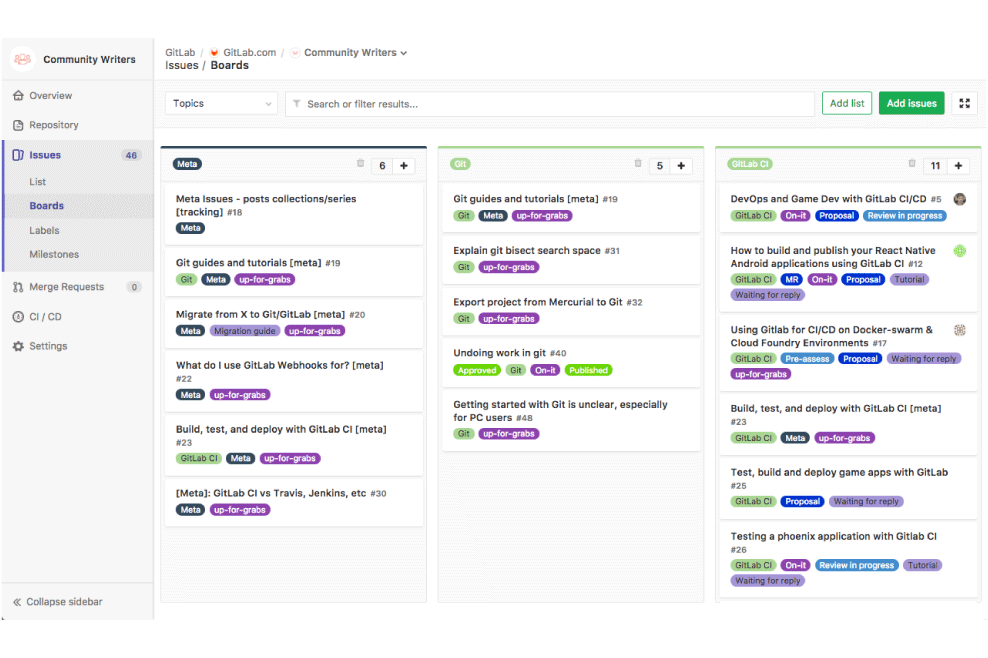 Community Writers
Overview
Repository
Issues 46
List
Boards
Labels
Milestones
Merge Requests 0
CI / CD
Settings
Collapse sidebar
GitLab / GitLab.com / Community Writers
Issues / Boards
Topics
Search or filter results...
Add list
Add issues
Meta 6 +
Meta Issues - posts collections/series
[tracking] #18
Meta
Git guides and tutorials [meta] #19
Git Meta up-for-grabs
Migrate from X to Git/GitLab [meta] #20
Meta Migration guide up-for-grabs
What do I use GitLab Webhooks for? [meta]
#22
Meta up-for-grabs
Build, test, and deploy with GitLab CI [meta]
#23
GitLab CI Meta up-for-grabs
[Meta]: GitLab CI vs Travis, Jenkins, etc #30
Meta up-for-grabs
Git 5 +
Git guides and tutorials [meta] #19
Git Meta up-for-grabs
Explain git bisect search space #31
Git up-for-grabs
Export project from Mercurial to Git #32
Git up-for-grabs
Undoing work in git #40
Approved Git On-it Published
Getting started with Git is unclear, especially
for PC users #48
Git up-for-grabs
GitLab CI 11 +
DevOps and Game Dev with GitLab CI/CD #5
GitLab CI On-it Proposal Review in progress
How to build and publish your React Native
Android applications using GitLab CI #12
GitLab CI MR On-it Proposal Tutorial
Waiting for reply
Using Gitlab for CI/CD on Docker-swarm &
Cloud Foundry Environments #17
GitLab CI Pre-assess Proposal Waiting for reply
up-for-grabs
Build, test, and deploy with GitLab CI [meta]
#23
GitLab CI Meta up-for-grabs
Test, build and deploy game apps with GitLab
#25
GitLab CI Proposal Waiting for reply
Testing a phoenix application with Gitlab CI
#26
GitLab CI On-it Review in progress Tutorial
Waiting for reply